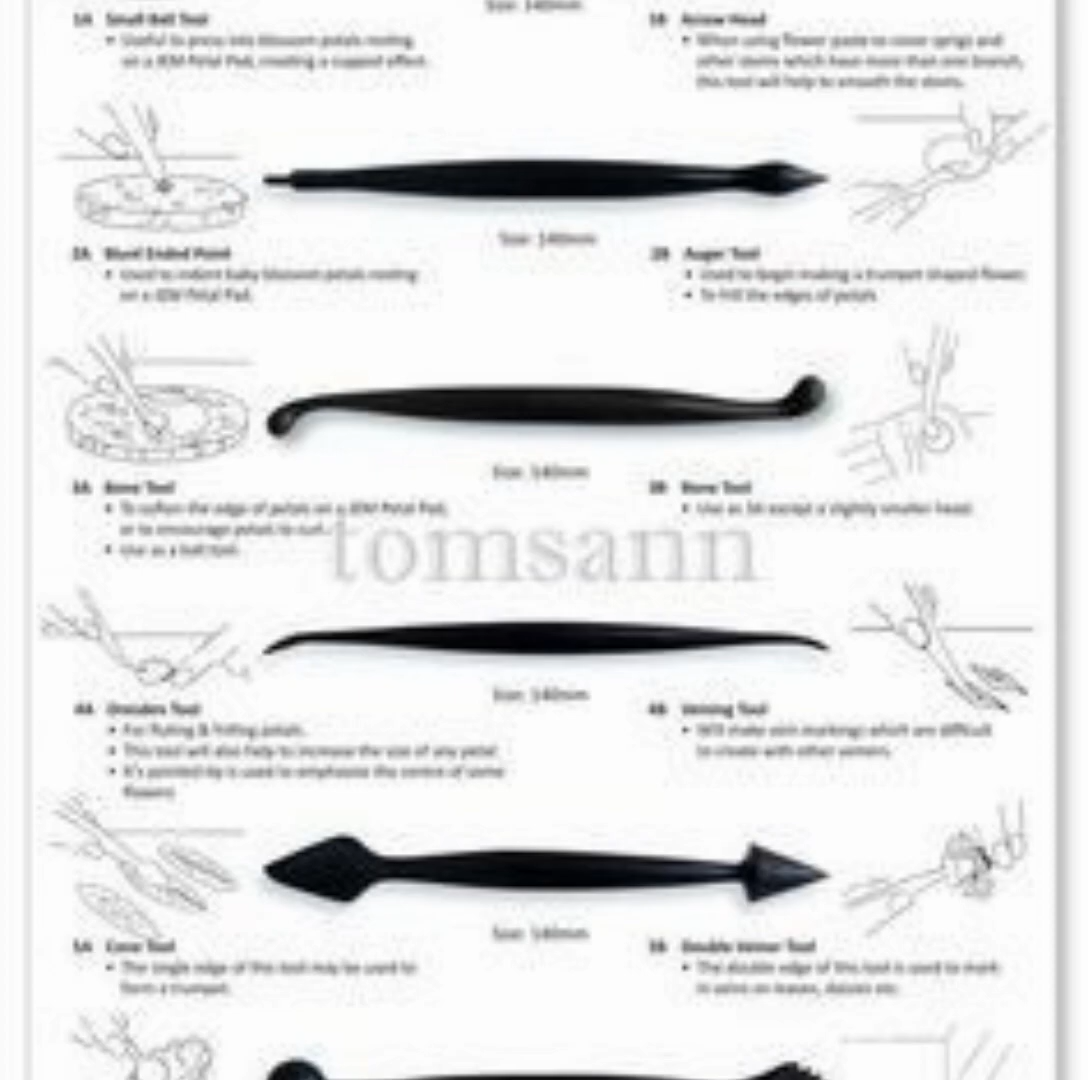 Size: 140mm
1A Small Ball Tool
• Useful to press into blossom petals resting
on a JEM Petal Pad, creating a cupped effect.
1B Arrow Head
• When using flower paste to cover sprigs and
other stems which have more than one branch,
this tool will help to smooth the stems.
Size: 140mm
2A Blunt Ended Point
• Used to indent baby blossom petals resting
on a JEM Petal Pad.
2B Auger Tool
• Used to begin making a trumpet shaped flower.
• To frill the edges of petals
Size: 140mm
3A Bone Tool
• To soften the edge of petals on a JEM Petal Pad,
or to encourage petals to curl.
• Use as a ball tool.
3B Bone Tool
• Use as 3A except a slightly smaller head.
tomsann
Size: 140mm
4A Dresden Tool
• For fluting & frilling petals.
• This tool will also help to increase the size of any petal.
• It's pointed tip is used to emphasize the centre of some
flowers
4B Veining Tool
• Will make vein markings which are difficult
to create with other veiners.
Size: 140mm
5A Cone Tool
• The single edge of this tool may be used to
form a trumpet.
5B Double Veiner Tool
• The double edge of this tool is used to mark
in veins on leaves, daisies etc.